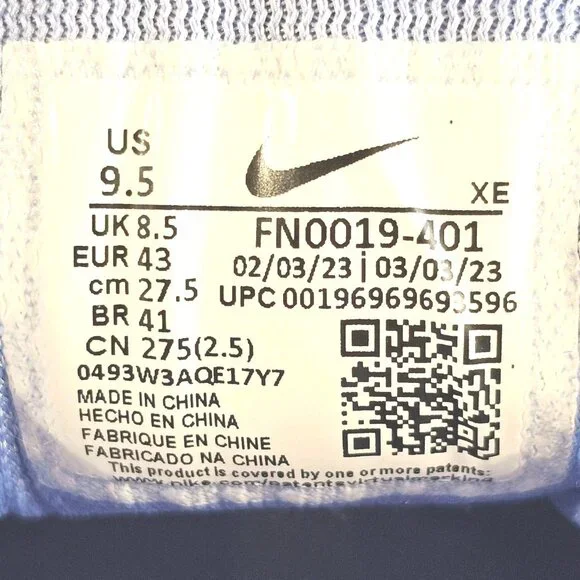 US
9.5
XE
UK 8.5
FN0019-401
EUR 43
02/03/23 | 03/03/23
cm 27.5
UPC 00196969693596
BR 41
CN 275(2.5)
0493W3AQE17Y7
MADE IN CHINA
HECHO EN CHINA
FABRIQUE EN CHINE
FABRICADO NA CHINA
This product is covered by one or more patents: